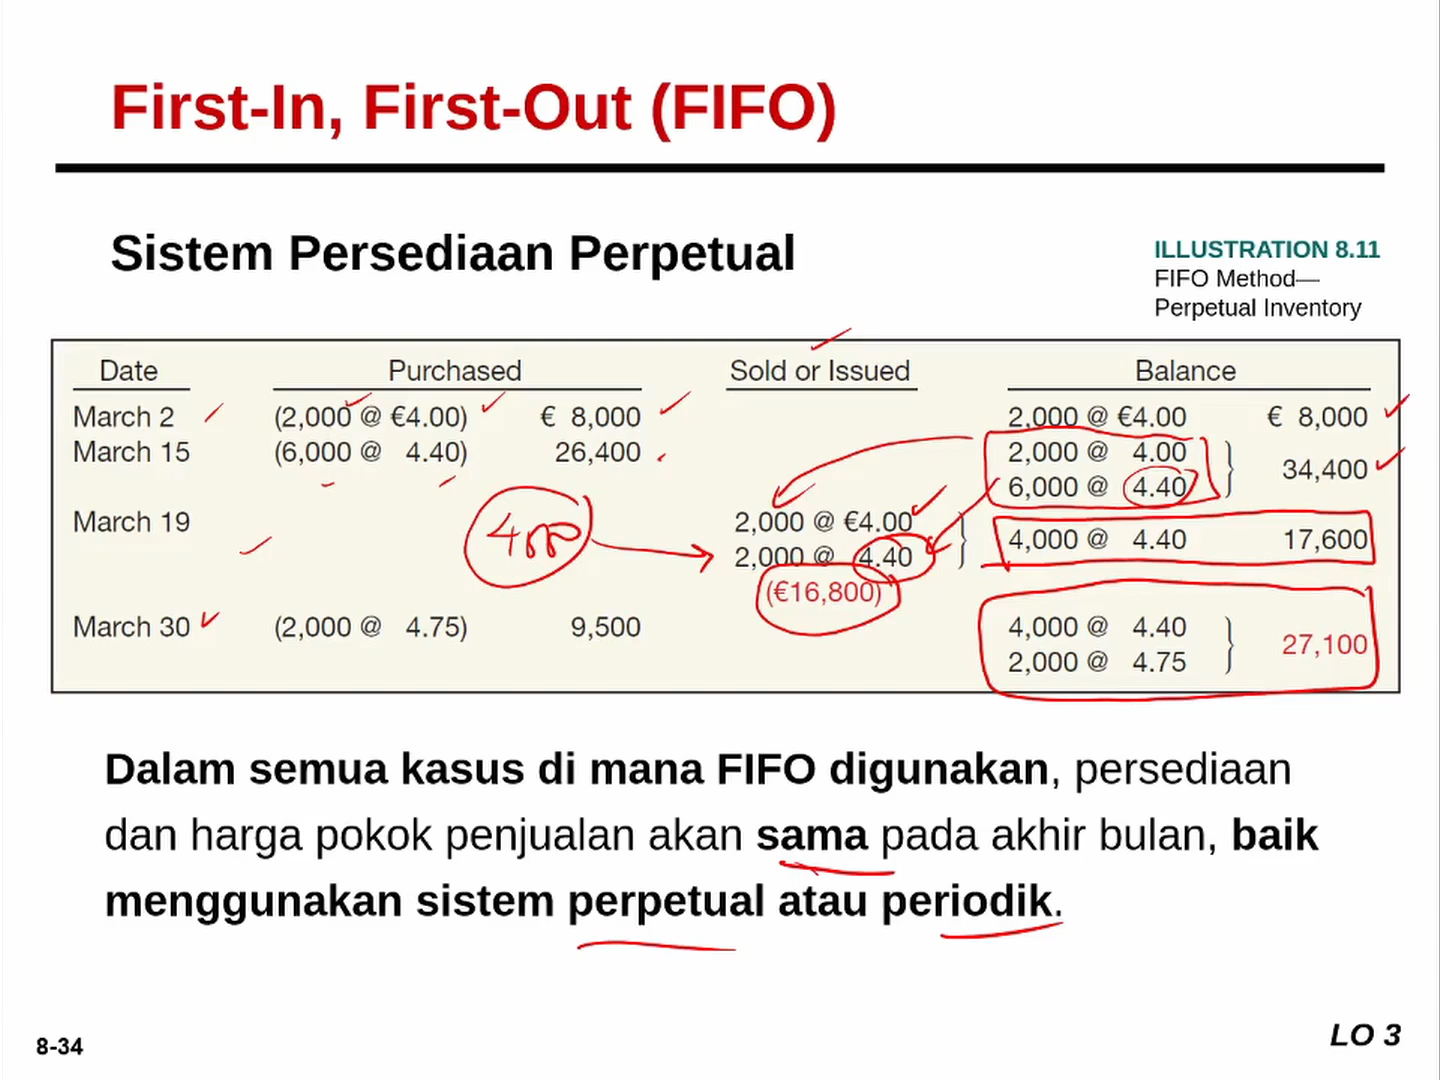 First-In, First-Out (FIFO)
Sistem Persediaan Perpetual
ILLUSTRATION 8.11
FIFO Method—
Perpetual Inventory
Date Purchased Sold or Issued Balance
March 2 (2,000 @ €4.00) € 8,000 2,000 @ €4.00 € 8,000
March 15 (6,000 @ 4.40) 26,400 2,000 @ 4.00
6,000 @ 4.40 34,400
March 19 2,000 @ €4.00
2,000 @ 4.40 4,000 @ 4.40 17,600
(€16,800)
March 30 (2,000 @ 4.75) 9,500 4,000 @ 4.40
2,000 @ 4.75 27,100
Dalam semua kasus di mana FIFO digunakan, persediaan
dan harga pokok penjualan akan sama pada akhir bulan, baik
menggunakan sistem perpetual atau periodik.
8-34
LO 3